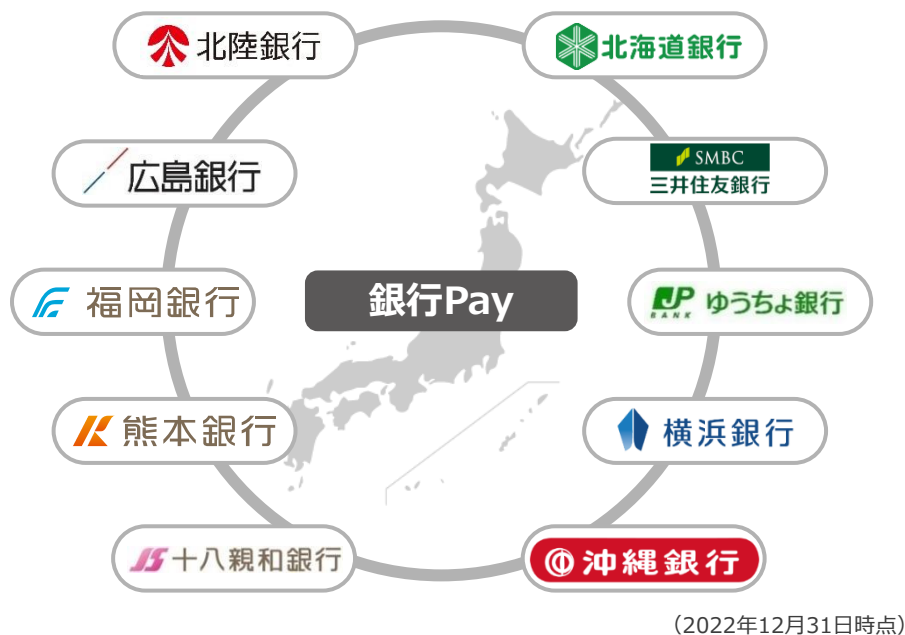 北陸銀行
北海道銀行
広島銀行
SMBC
三井住友銀行
銀行Pay
福岡銀行
JP
BANK
ゆうちょ銀行
熊本銀行
横浜銀行
十八親和銀行
沖縄銀行
（2022年12月31日時点）